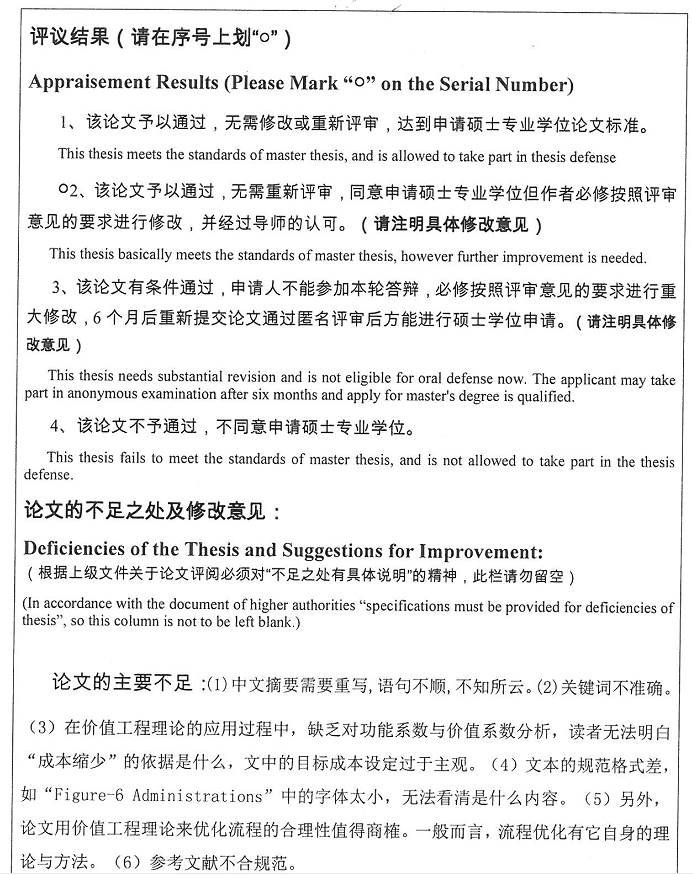 评议结果（请在序号上划“○”）
Appraisement Results (Please Mark “○” on the Serial Number)
1、该论文予以通过，无需修改或重新评审，达到申请硕士专业学位论文标准。
This thesis meets the standards of master thesis, and is allowed to take part in thesis defense
○2、该论文予以通过，无需重新评审，同意申请硕士专业学位但作者必修按照评审
意见的要求进行修改，并经过导师的认可。（请注明具体修改意见）
This thesis basically meets the standards of master thesis, however further improvement is needed.
3、该论文有条件通过，申请人不能参加本轮答辩，必修按照评审意见的要求进行重
大修改，6 个月后重新提交论文通过匿名评审后方能进行硕士学位申请。（请注明具体修
改意见）
This thesis needs substantial revision and is not eligible for oral defense now. The applicant may take
part in anonymous examination after six months and apply for master's degree is qualified.
4、该论文不予通过，不同意申请硕士专业学位。
This thesis fails to meet the standards of master thesis, and is not allowed to take part in the thesis
defense.
论文的不足之处及修改意见：
Deficiencies of the Thesis and Suggestions for Improvement:
（根据上级文件关于论文评阅必须对“不足之处有具体说明”的精神，此栏请勿留空）
(In accordance with the document of higher authorities “specifications must be provided for deficiencies of
thesis”, so this column is not to be left blank.)
论文的主要不足：(1)中文摘要需要重写,语句不顺,不知所云。(2)关键词不准确。
（3）在价值工程理论的应用过程中，缺乏对功能系数与价值系数分析，读者无法明白
“成本缩少”的依据是什么，文中的目标成本设定过于主观。（4）文本的规范格式差，
如“Figure-6 Administrations”中的字体太小，无法看清是什么内容。（5）另外，
论文用价值工程理论来优化流程的合理性值得商榷。一般而言，流程优化有它自身的理
论与方法。（6）参考文献不合规范。